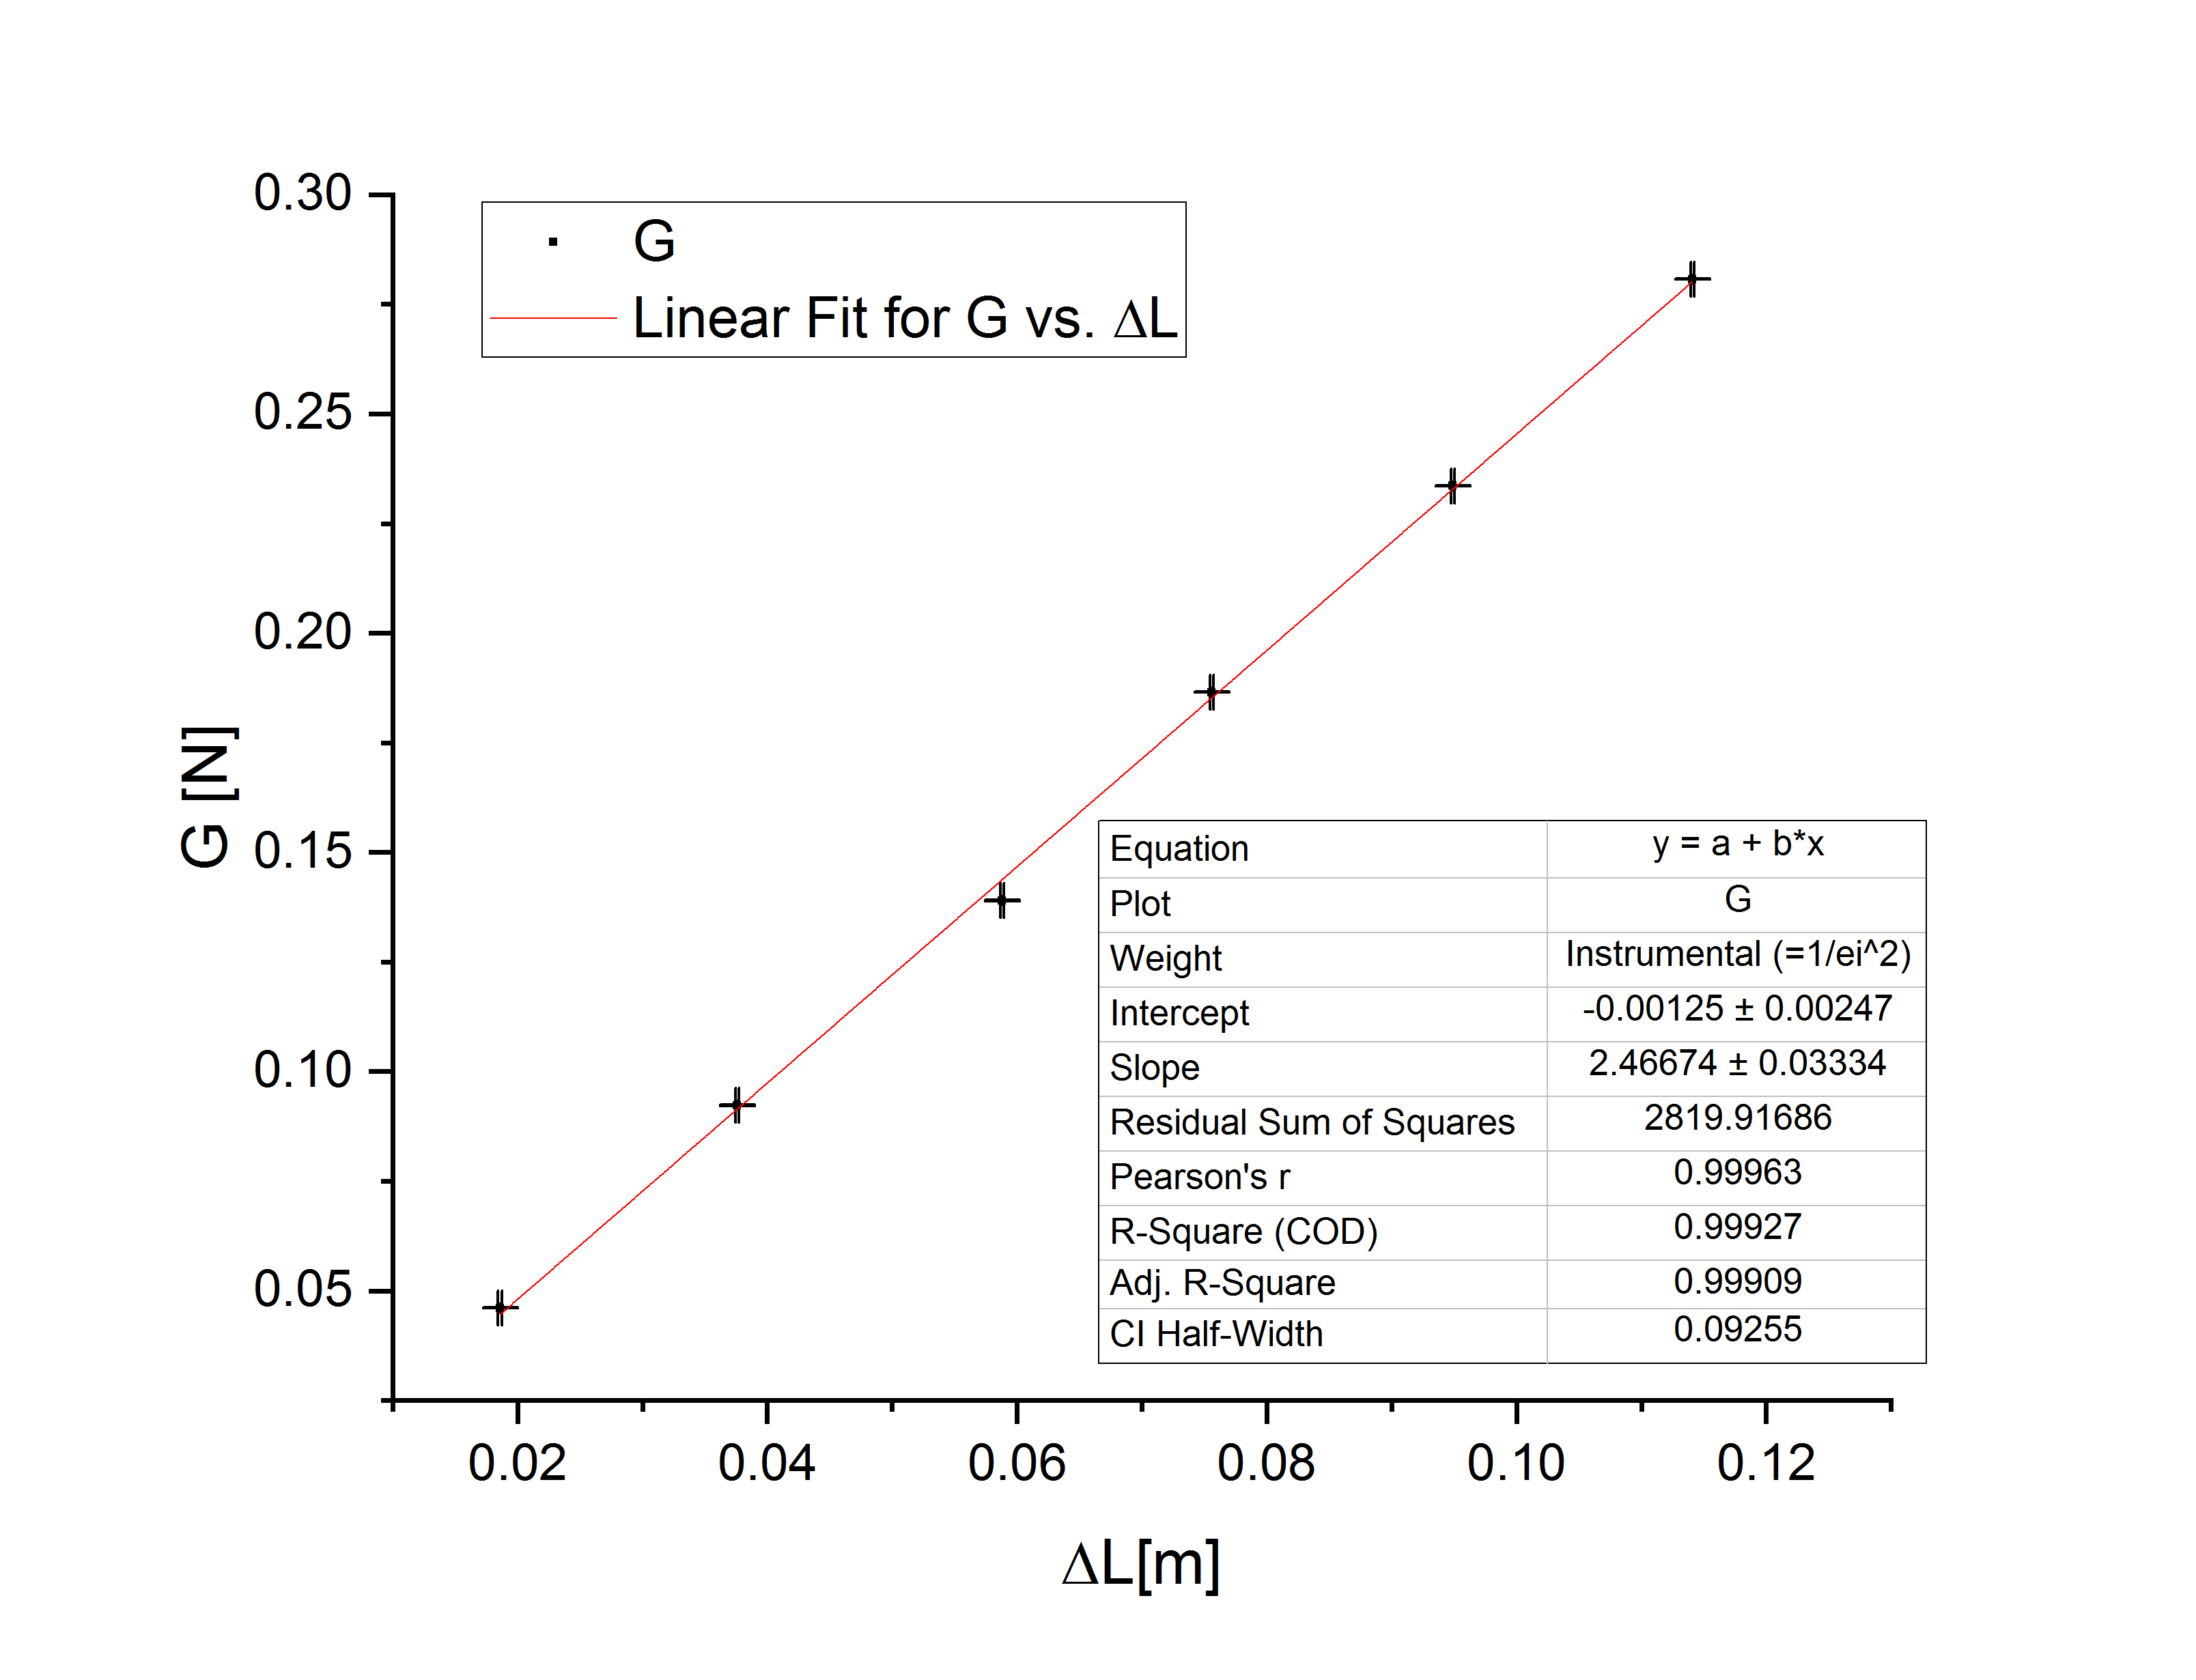 0.30
0.25
0.20
0.15
0.10
0.05
G [N]
G
Linear Fit for G vs. ΔL
Equation y = a + b*x
Plot G
Weight Instrumental (=1/ei^2)
Intercept -0.00125 ± 0.00247
Slope 2.46674 ± 0.03334
Residual Sum of Squares 2819.91686
Pearson's r 0.99963
R-Square (COD) 0.99927
Adj. R-Square 0.99909
CI Half-Width 0.09255
0.02 0.04 0.06 0.08 0.10 0.12
ΔL[m]